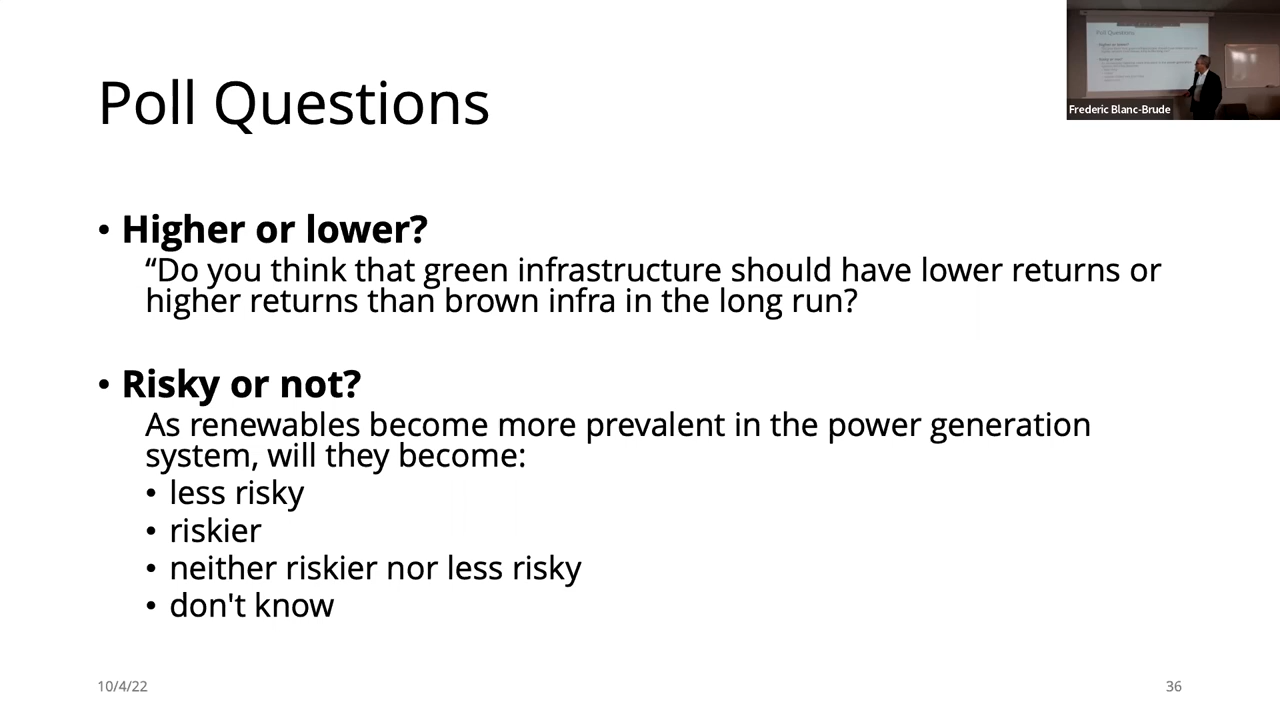 Poll Questions
Frederic Blanc-Brude
• Higher or lower?
“Do you think that green infrastructure should have lower returns or
higher returns than brown infra in the long run?
• Risky or not?
As renewables become more prevalent in the power generation
system, will they become:
• less risky
• riskier
• neither riskier nor less risky
• don't know
10/4/22
36